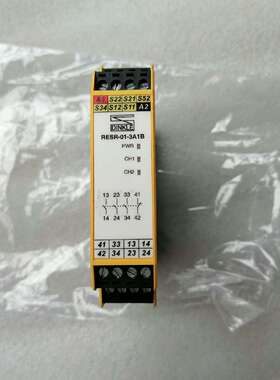 A1 S22 S21 S52
S34 S12 S11 A2
DINKLE
RESR-01-3A1B
PWR
CH1
CH2
13 23 33 41
14 24 34 42
41 33 13 14
42 34 23 24